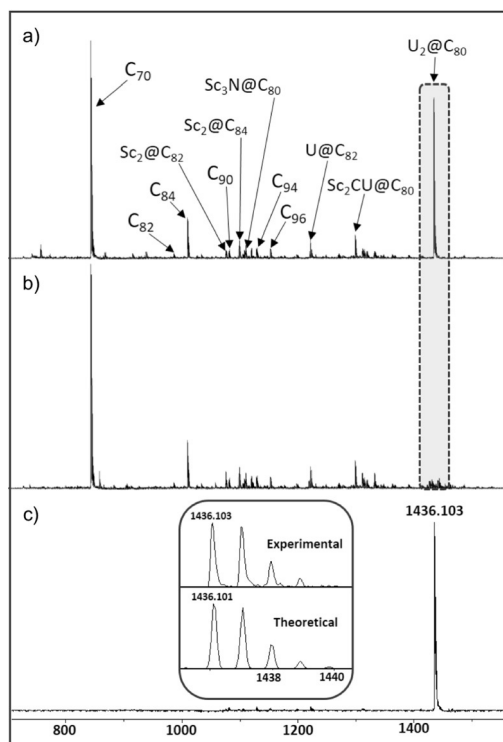 a)
U₂@C₈₀
C₇₀
Sc₃N@C₈₀
Sc₂@C₈₄
Sc₂@C₈₂
C₉₀
U@C₈₂
C₈₄
C₉₄
Sc₂CU@C₈₀
C₈₂
C₉₆
b)
c)
1436.103
1436.103
Experimental
1436.101
Theoretical
1438 1440
800 1000 1200 1400